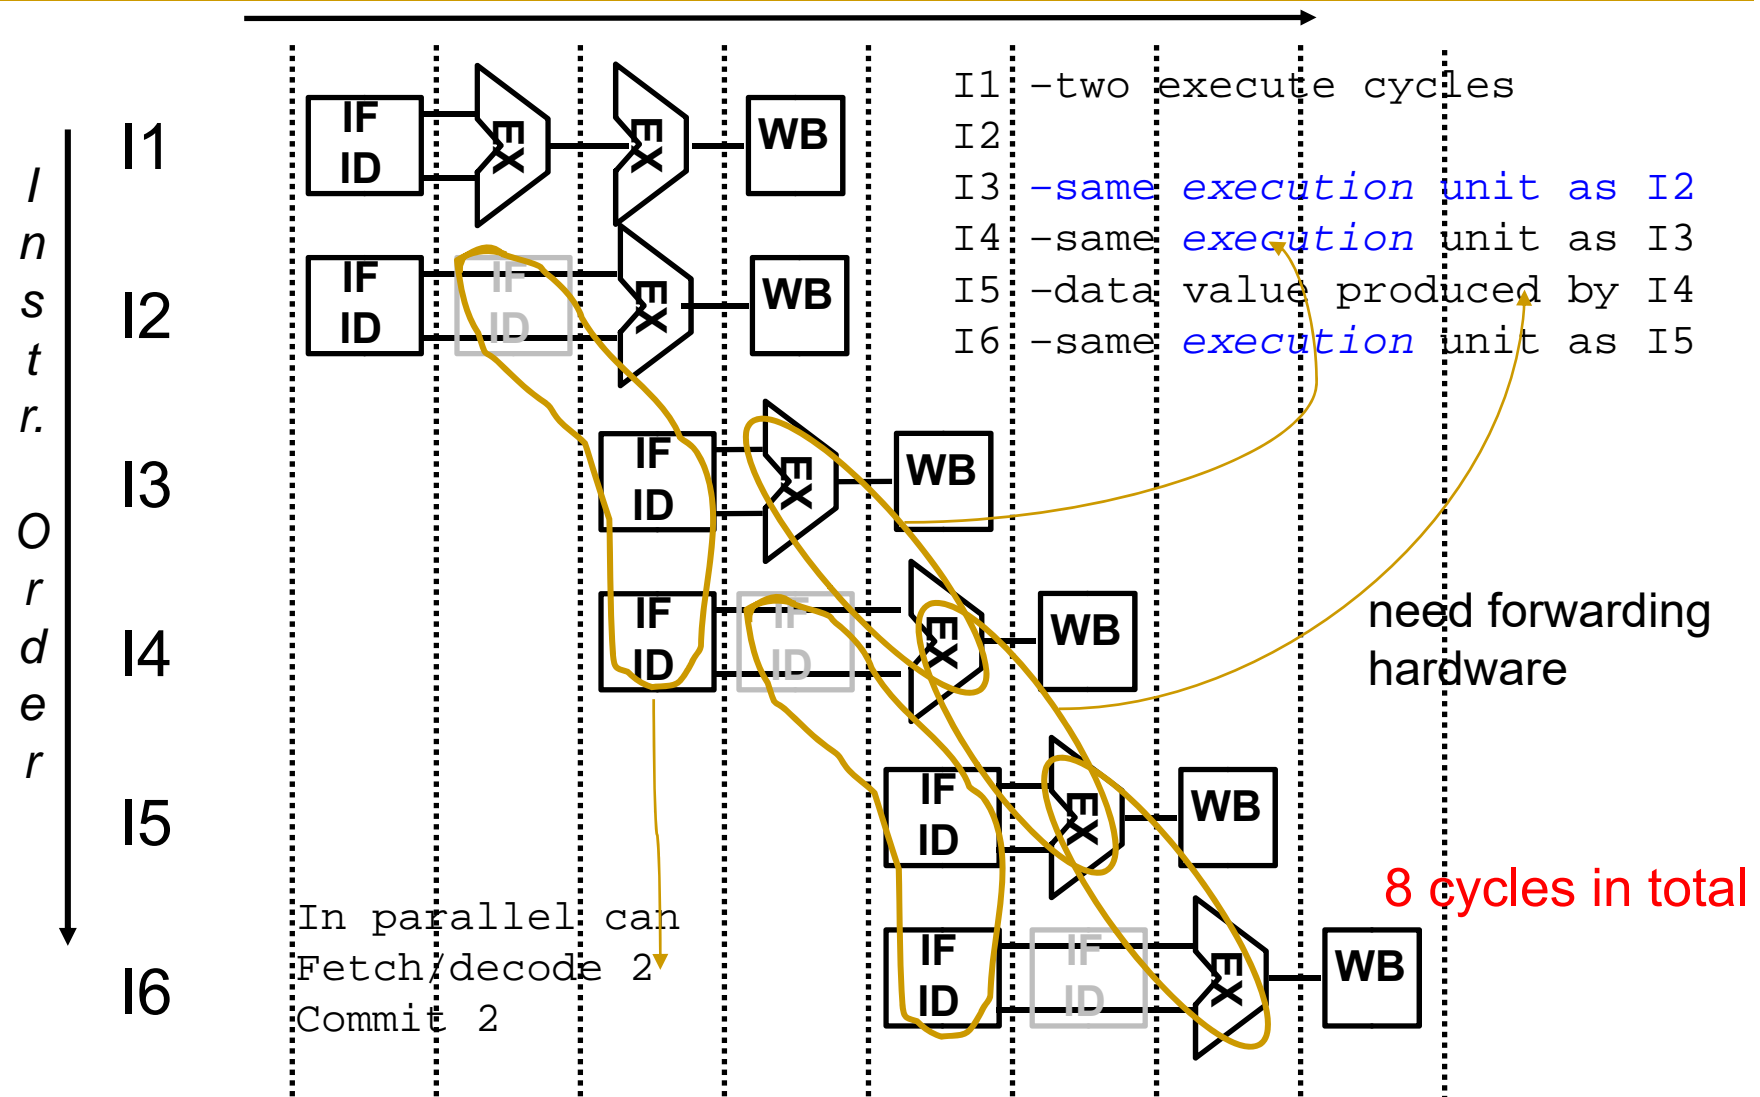 I1 –two execute cycles
I2
I3 –same execution unit as I2
I4 –same execution unit as I3
I5 –data value produced by I4
I6 –same execution unit as I5
Instr. Order
I1
IF
ID
EX
EX
WB
I2
IF
ID
IF
ID
EX
WB
I3
IF
ID
EX
WB
I4
IF
ID
IF
ID
EX
WB
need forwarding
hardware
I5
IF
ID
EX
WB
8 cycles in total
I6
IF
ID
IF
ID
EX
WB
In parallel can
Fetch/decode 2
Commit 2